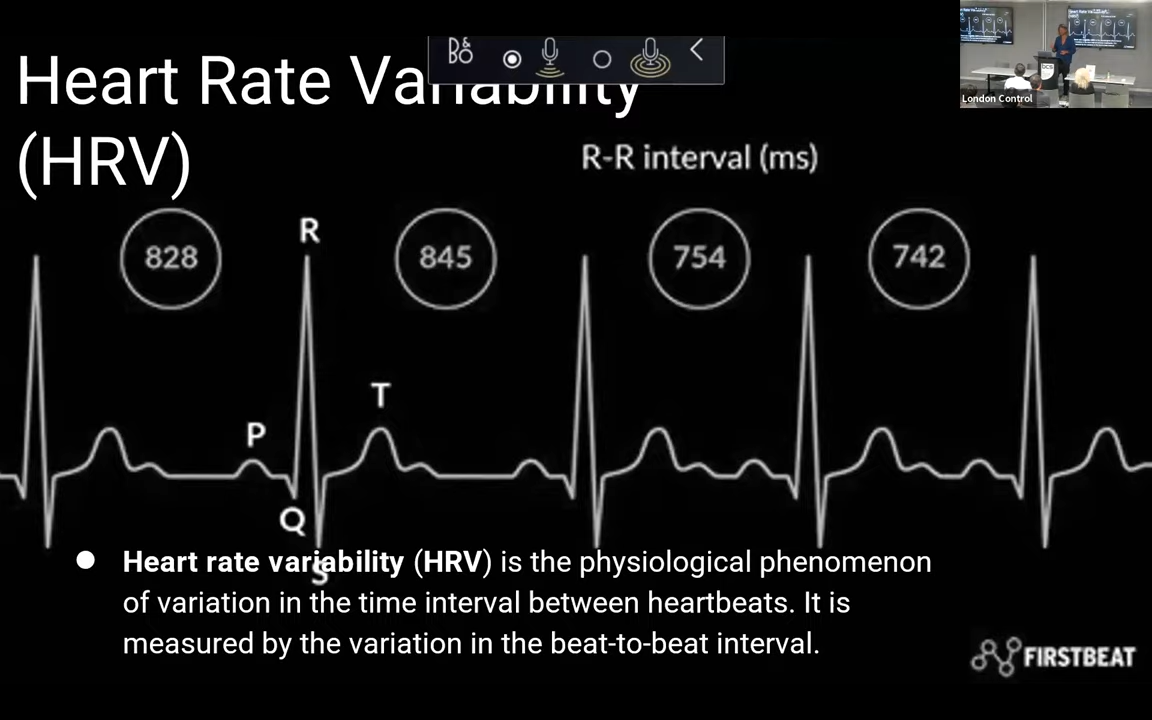 Heart Rate Variability
(HRV)
B&O
London Control
R-R interval (ms)
828
R
845
754
742
T
P
Q
S
Heart rate variability (HRV) is the physiological phenomenon
of variation in the time interval between heartbeats. It is
measured by the variation in the beat-to-beat interval.
FIRSTBEAT